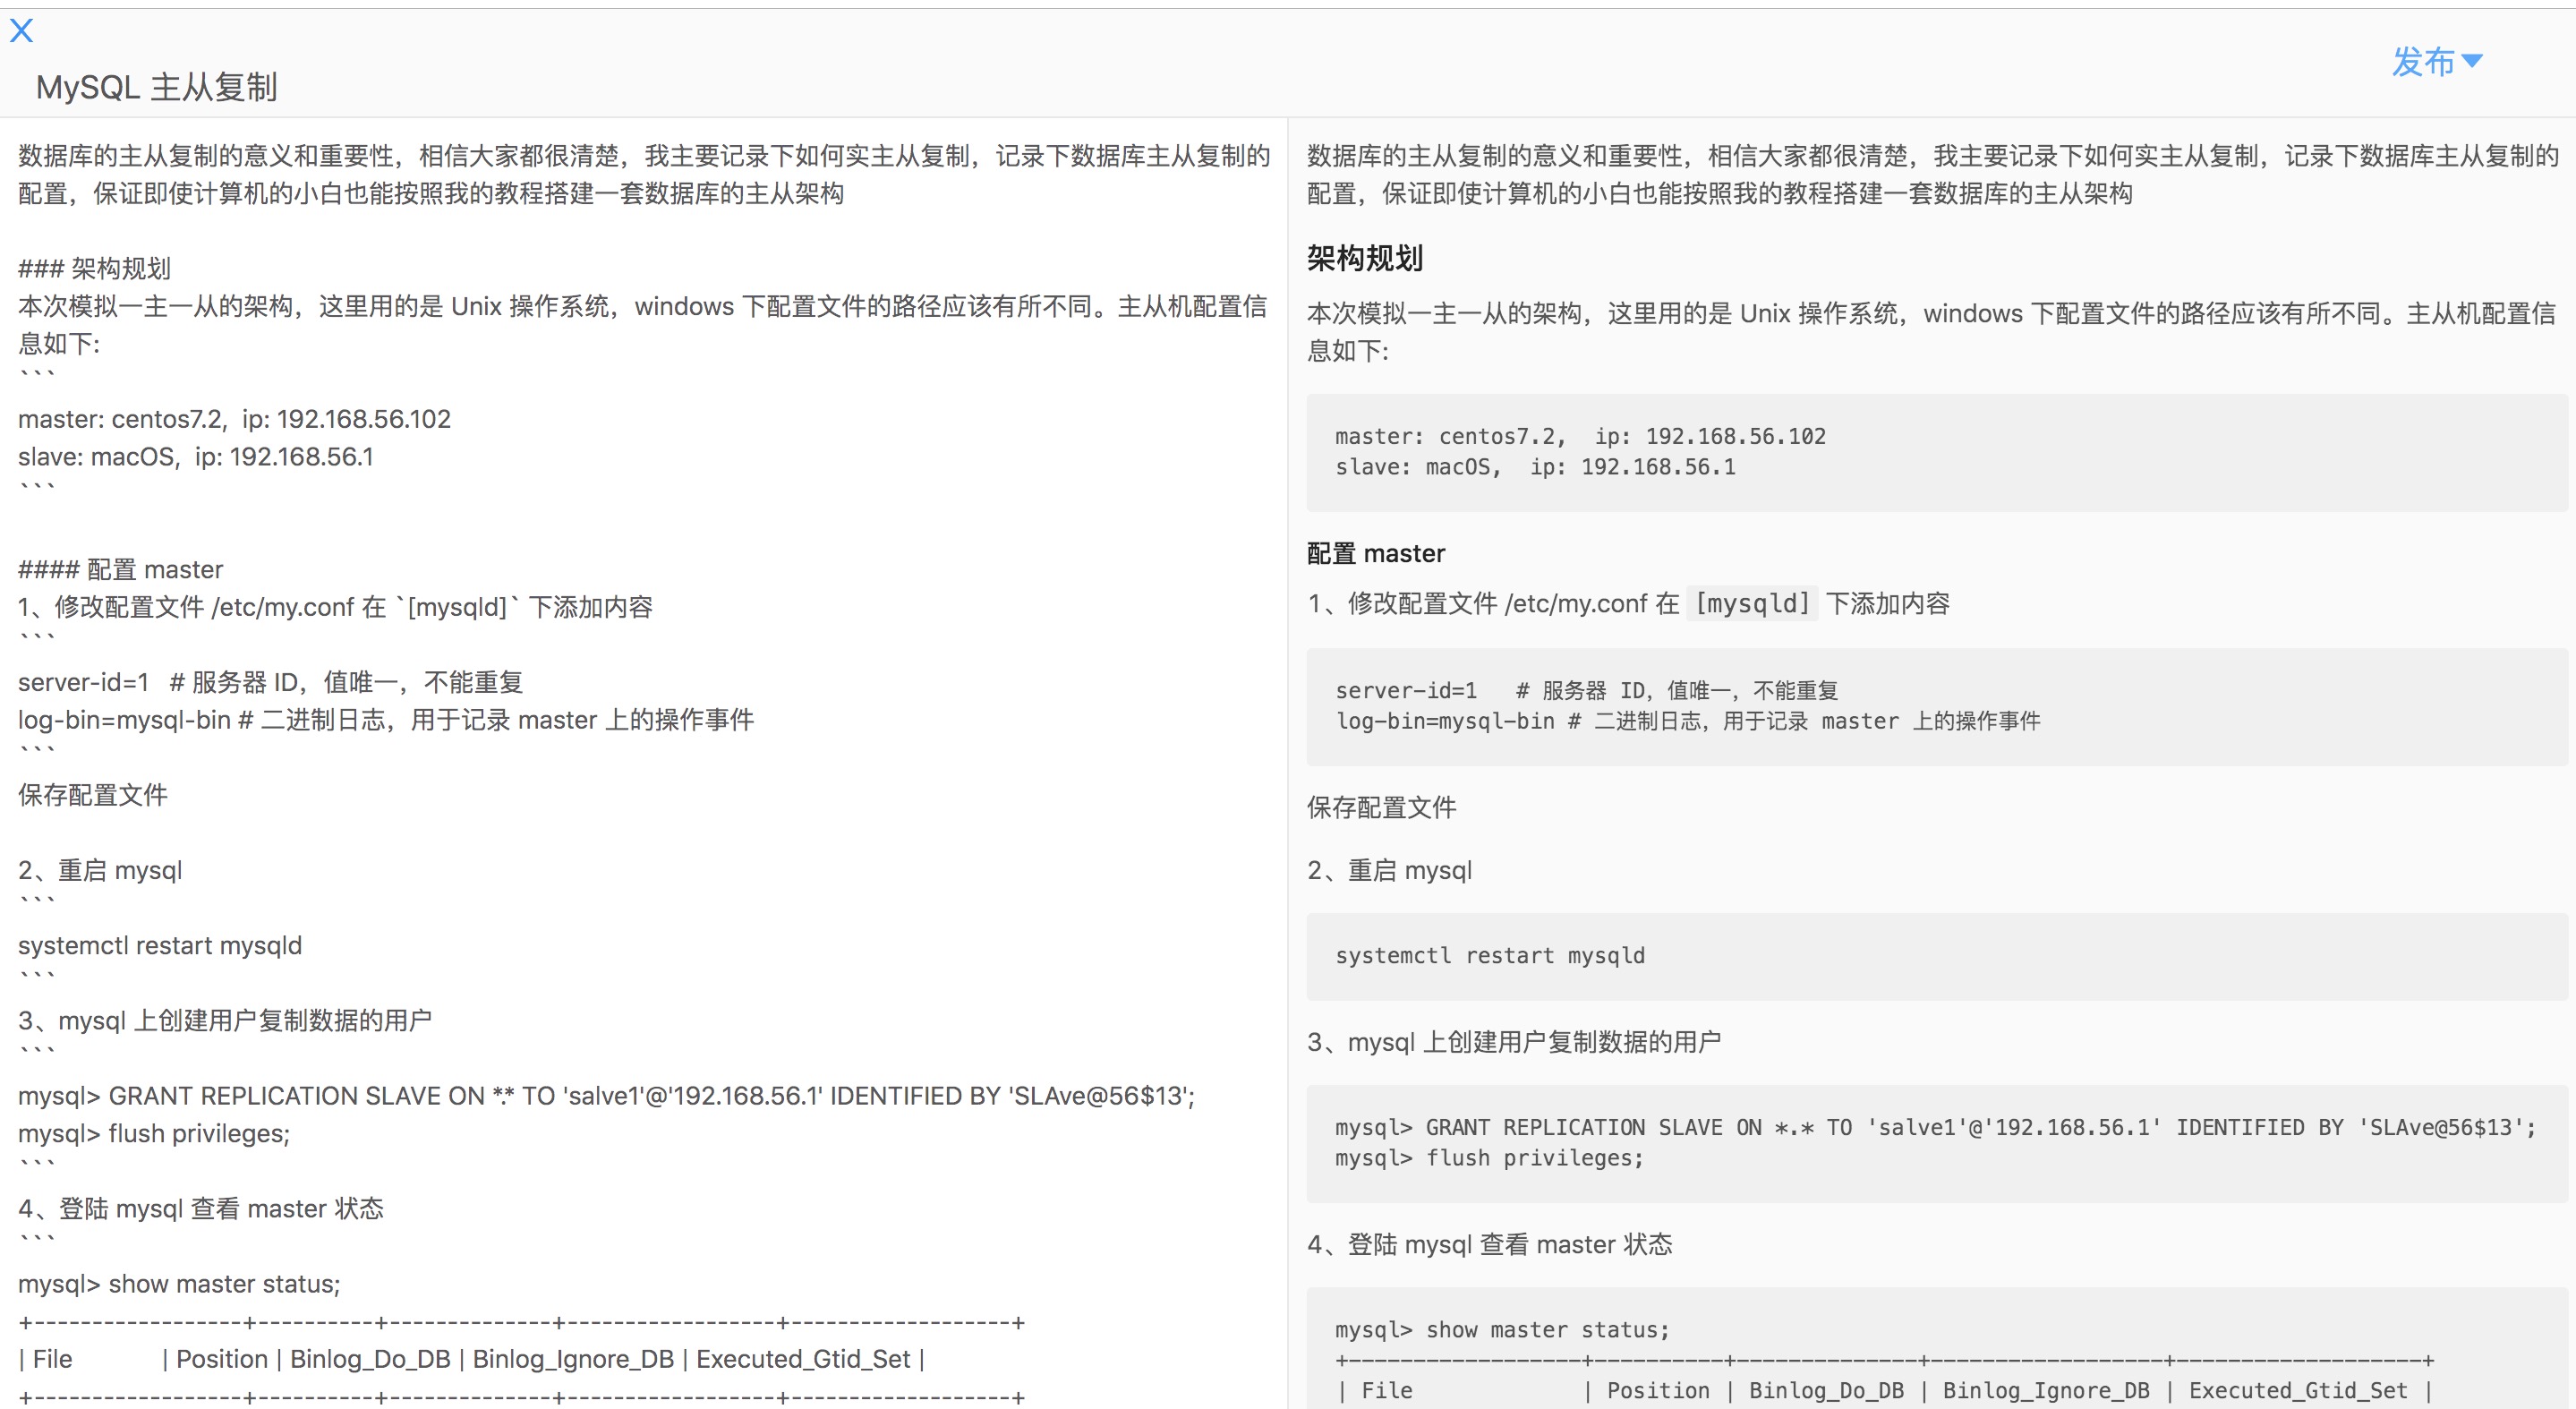 X
MySQL 主从复制
发布
数据库的主从复制的意义和重要性，相信大家都很清楚，我主要记录下如何实主从复制，记录下数据库主从复制的
配置，保证即使计算机的小白也能按照我的教程搭建一套数据库的主从架构
### 架构规划
本次模拟一主一从的架构，这里用的是 Unix 操作系统，windows 下配置文件的路径应该有所不同。主从机配置信
息如下:
```
master: centos7.2,  ip: 192.168.56.102
slave: macOS,  ip: 192.168.56.1
```
#### 配置 master
1、修改配置文件 /etc/my.conf 在 `[mysqld]` 下添加内容
```
server-id=1   # 服务器 ID，值唯一，不能重复
log-bin=mysql-bin # 二进制日志，用于记录 master 上的操作事件
```
保存配置文件
2、重启 mysql
```
systemctl restart mysqld
```
3、mysql 上创建用户复制数据的用户
```
mysql> GRANT REPLICATION SLAVE ON *.* TO 'salve1'@'192.168.56.1' IDENTIFIED BY 'SLAve@56$13';
mysql> flush privileges;
```
4、登陆 mysql 查看 master 状态
```
mysql> show master status;
+------------------+----------+--------------+------------------+-------------------+
| File             | Position | Binlog_Do_DB | Binlog_Ignore_DB | Executed_Gtid_Set |
+------------------+----------+--------------+------------------+-------------------+
数据库的主从复制的意义和重要性，相信大家都很清楚，我主要记录下如何实主从复制，记录下数据库主从复制的
配置，保证即使计算机的小白也能按照我的教程搭建一套数据库的主从架构
架构规划
本次模拟一主一从的架构，这里用的是 Unix 操作系统，windows 下配置文件的路径应该有所不同。主从机配置信
息如下:
master: centos7.2,  ip: 192.168.56.102
slave: macOS,  ip: 192.168.56.1
配置 master
1、修改配置文件 /etc/my.conf 在 [mysqld] 下添加内容
server-id=1   # 服务器 ID，值唯一，不能重复
log-bin=mysql-bin # 二进制日志，用于记录 master 上的操作事件
保存配置文件
2、重启 mysql
systemctl restart mysqld
3、mysql 上创建用户复制数据的用户
mysql> GRANT REPLICATION SLAVE ON *.* TO 'salve1'@'192.168.56.1' IDENTIFIED BY 'SLAve@56$13';
mysql> flush privileges;
4、登陆 mysql 查看 master 状态
mysql> show master status;
+------------------+----------+--------------+------------------+-------------------+
| File             | Position | Binlog_Do_DB | Binlog_Ignore_DB | Executed_Gtid_Set |